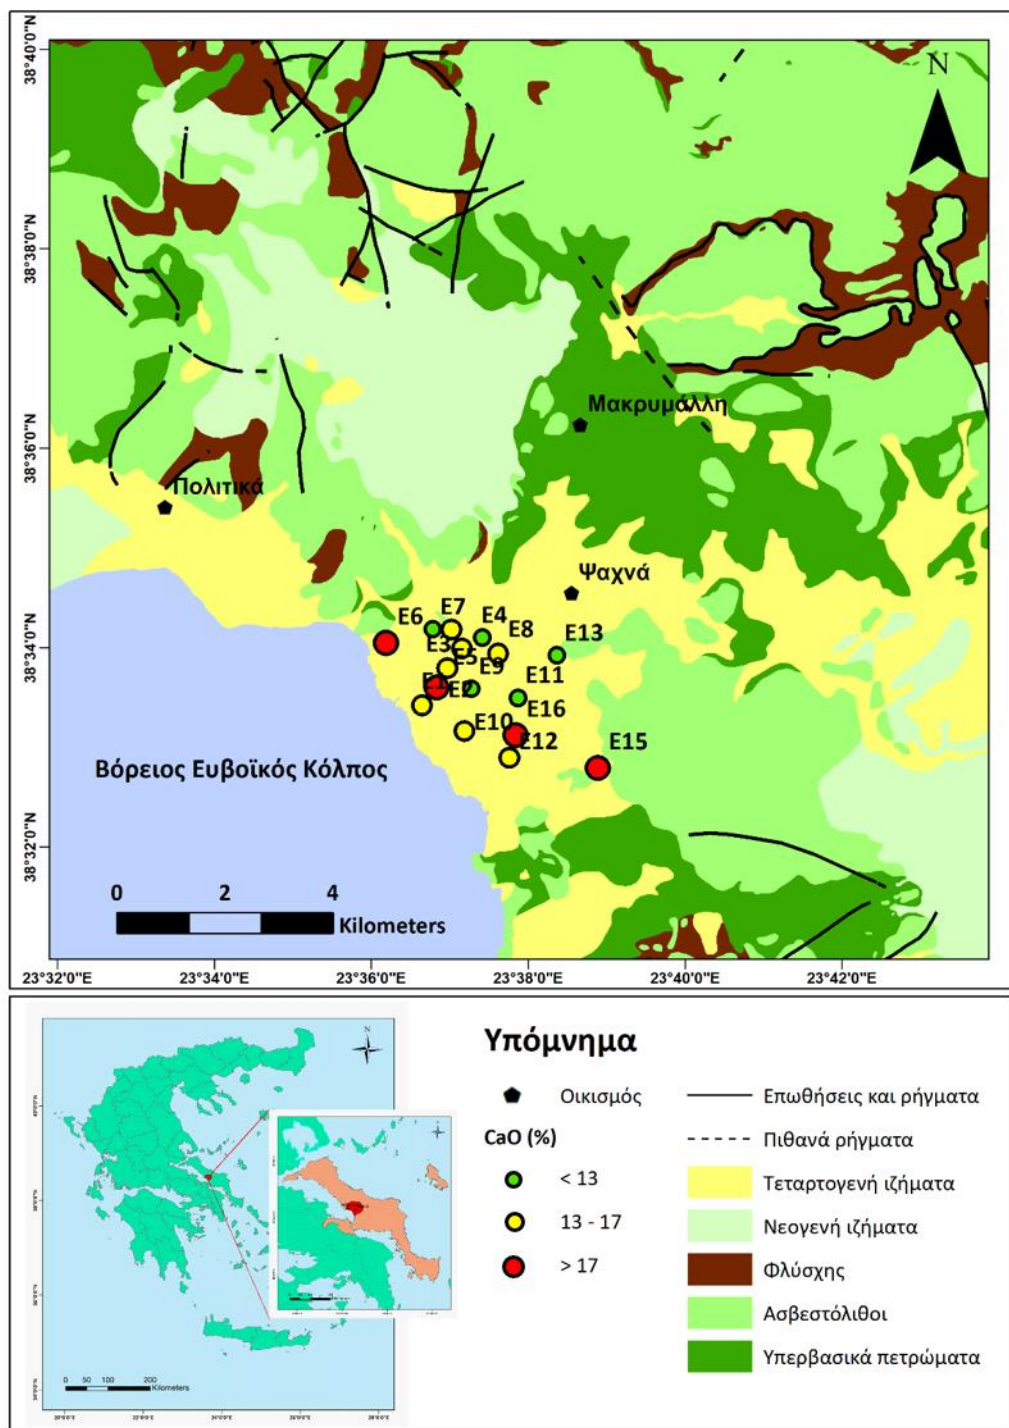 38°40'0"N
38°38'0"N
38°36'0"N
38°34'0"N
38°32'0"N
N
Μακρυμάλλη
Πολιτικά
Ψαχνά
E6
E7
E4
E8
E13
E3
E5
E9
E1
E2
E11
E16
E10
E12
E15
Βόρειος Ευβοϊκός Κόλπος
0 2 4
Kilometers
23°32'0"E 23°34'0"E 23°36'0"E 23°38'0"E 23°40'0"E 23°42'0"E
Υπόμνημα
Οικισμός
CaO (%)
< 13
13 - 17
> 17
Επωθήσεις και ρήγματα
Πιθανά ρήγματα
Τεταρτογενή ιζήματα
Νεογενή ιζήματα
Φλύσχης
Ασβεστόλιθοι
Υπερβασικά πετρώματα
N
0 50 100 200
Kilometers